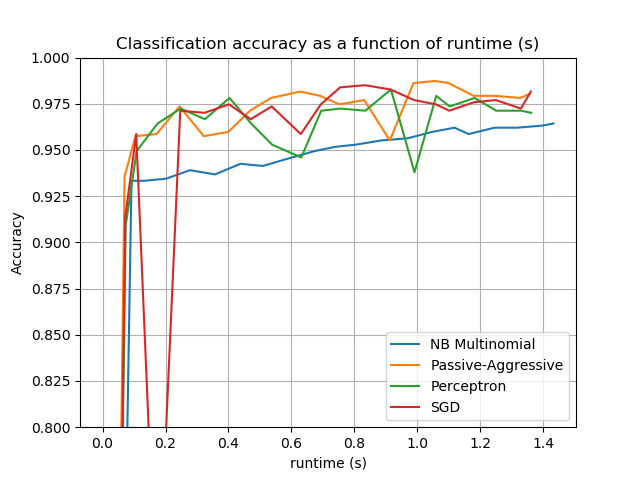 Classification accuracy as a function of runtime (s)
1.000
0.975
0.950
0.925
0.900
0.875
0.850
0.825
0.800
Accuracy
0.0 0.2 0.4 0.6 0.8 1.0 1.2 1.4
runtime (s)
NB Multinomial
Passive-Aggressive
Perceptron
SGD